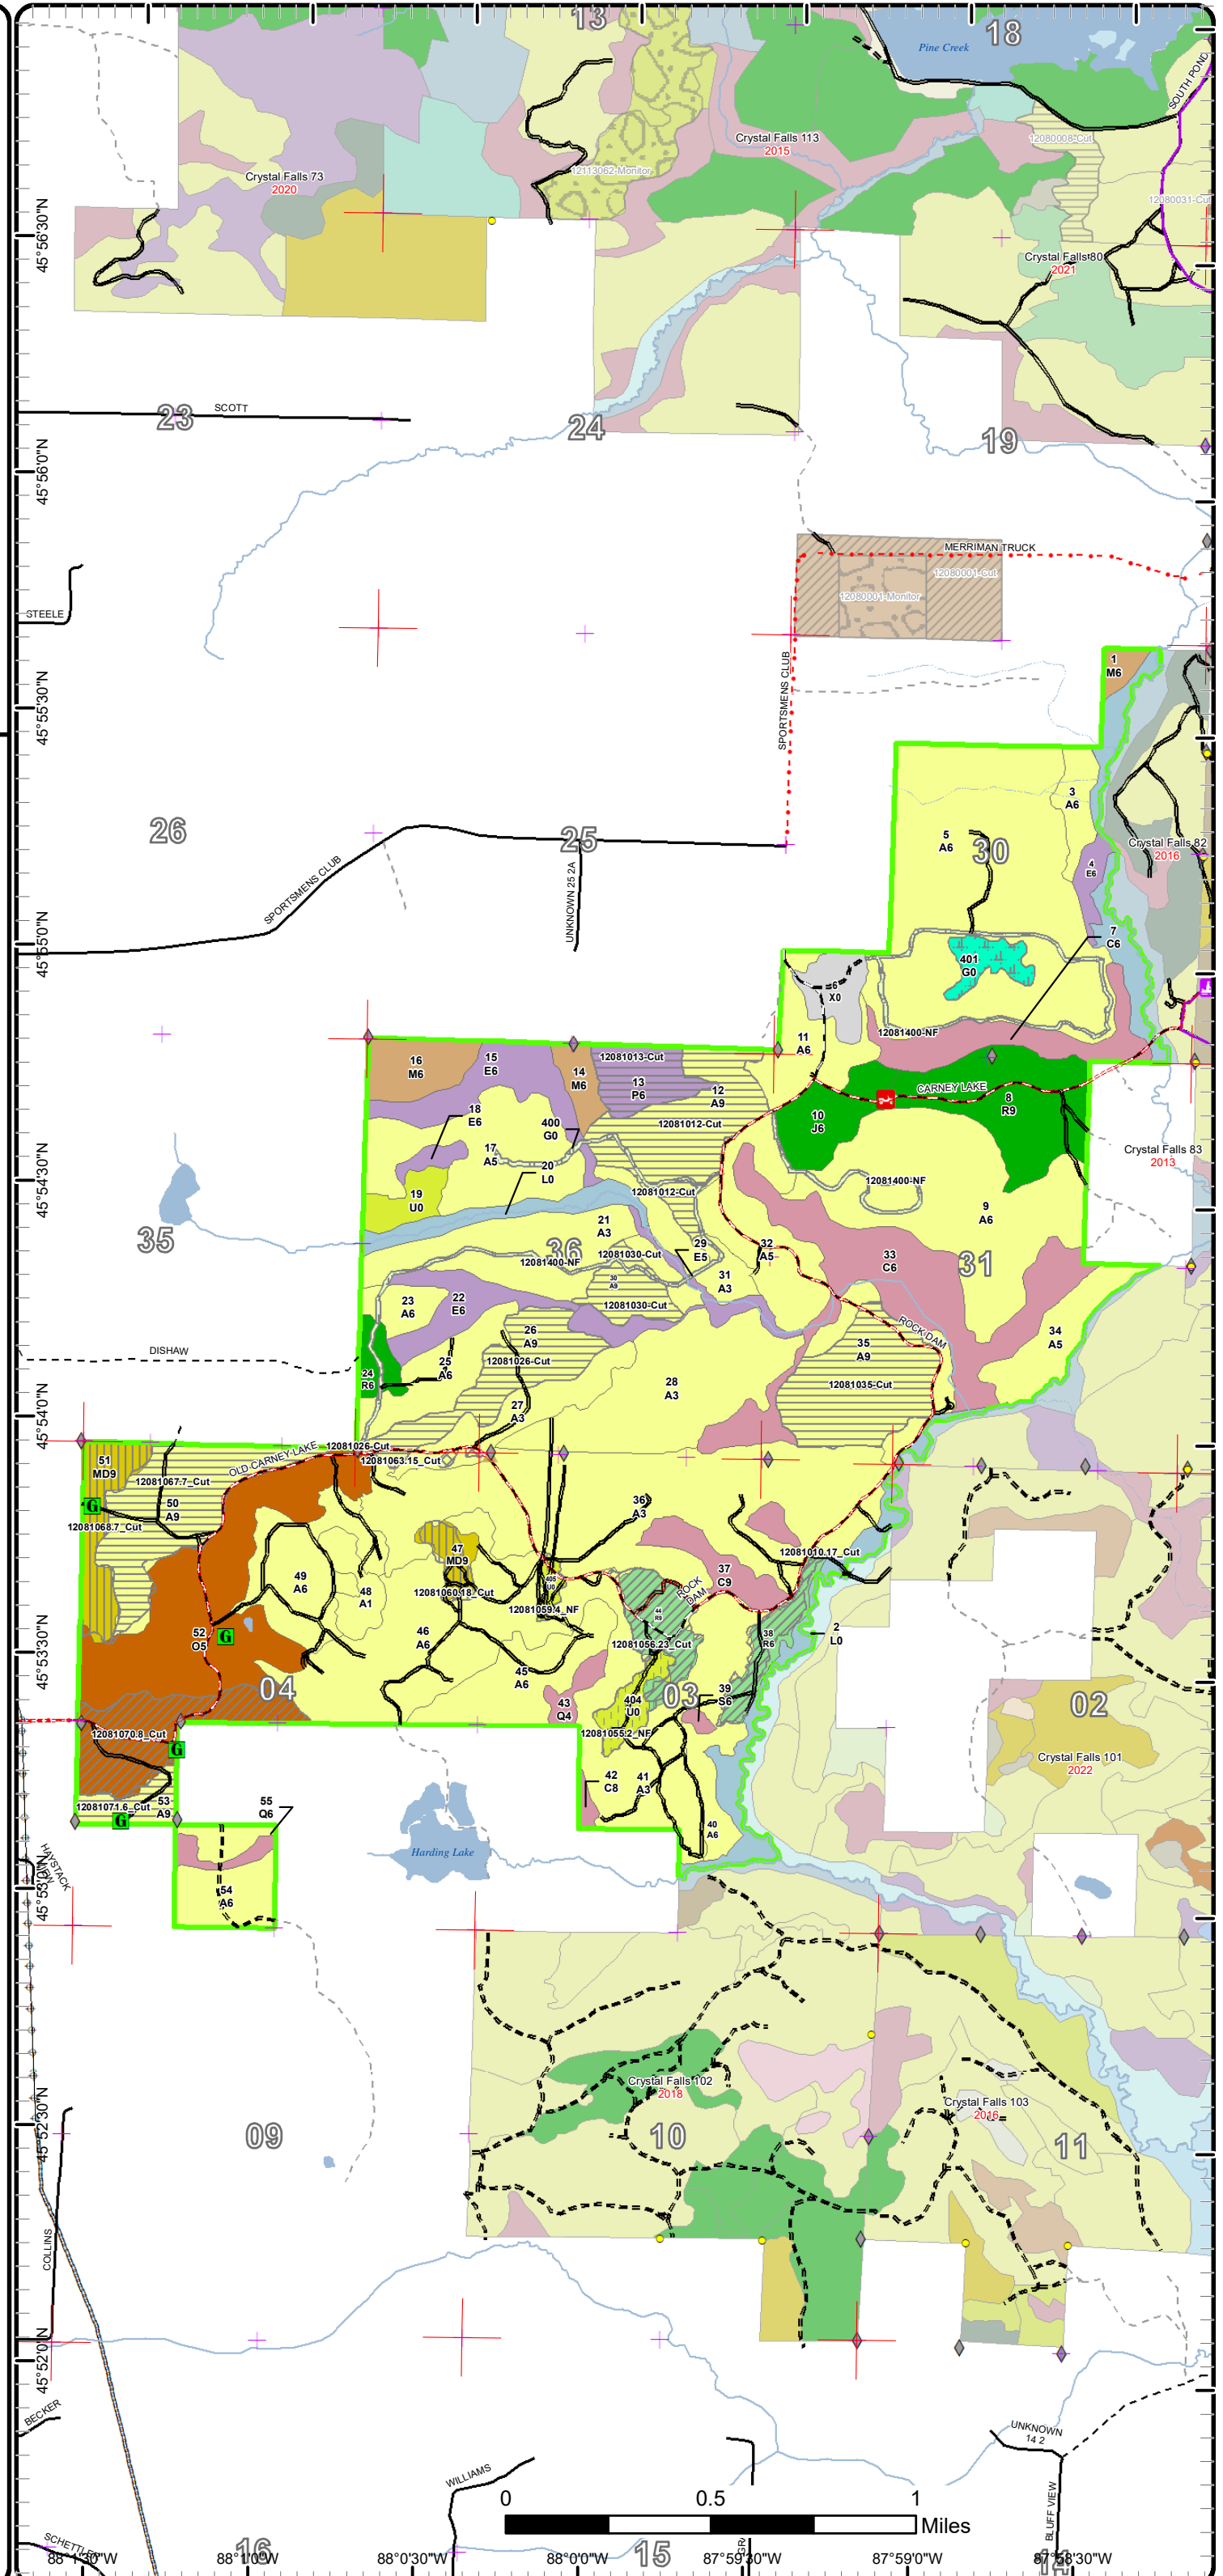 13
18
Pine Creek
SOUTH POND
Crystal Falls 113
2015
12080008-Cut
12113062-Monitor
Crystal Falls 73
2020
12080031-Cut
45°56'30"N
Crystal Falls 80
2021
SCOTT
23
24
19
45°56'0"N
MERRIMAN TRUCK
12080001-Cut
12080001-Monitor
STEELE
SPORTSMENS CLUB
1
M6
45°55'30"N
3
A6
26
25
5
A6
30
Crystal Falls 82
2016
4
E6
SPORTSMENS CLUB
UNKNOWN 25 2A
45°55'0"N
7
C6
401
G0
6
X0
12081400-NF
11
A6
16
M6
15
E6
14
M6
12081013-Cut
13
P6
12
A9
CARNEY LAKE
8
R9
10
J6
18
E6
400
G0
12081012-Cut
17
A5
Crystal Falls 83
2013
45°54'30"N
20
L0
19
U0
12081012-Cut
12081400-NF
9
A6
35
36
21
A3
29
E5
32
A5
12081030-Cut
12081400-NF
33
C6
31
30
A9
31
A3
23
A6
22
E6
12081030-Cut
ROCK DAM
26
A9
35
A9
34
A5
DISHAW
12081026-Cut
25
A6
24
R6
28
A3
12081035-Cut
27
A3
45°54'0"N
OLD CARNEY LAKE
12081026-Cut
12081063.15_Cut
51
MD9
12081067.7_Cut
50
A9
G
36
A3
12081068.7_Cut
47
MD9
12081010.17_Cut
37
C9
49
A6
48
A1
405
U0
12081060.18_Cut
ROCK DAM
12081059.4_NF
44
R9
52
O5
G
46
A6
12081056.23_Cut
38
R6
2
L0
45°53'30"N
45
A6
04
03
39
S6
02
43
Q4
404
U0
12081070.8_Cut
12081055.2_NF
G
Crystal Falls 101
2022
42
C8
41
A3
12081071.6_Cut
53
A9
G
55
Q6
40
A6
Harding Lake
HAYSTACK VIEW
45°53'0"N
54
A6
Crystal Falls 102
2018
Crystal Falls 103
2016
45°52'30"N
09
10
11
COLLINS
45°52'0"N
BECKER
UNKNOWN
14 2
WILLIAMS
BLUFF VIEW
0
0.5
1
Miles
SCHETTLER
16
15
88°1'30"W
88°1'0"W
88°0'30"W
88°0'0"W
87°59'30"W
87°59'0"W
87°58'30"W